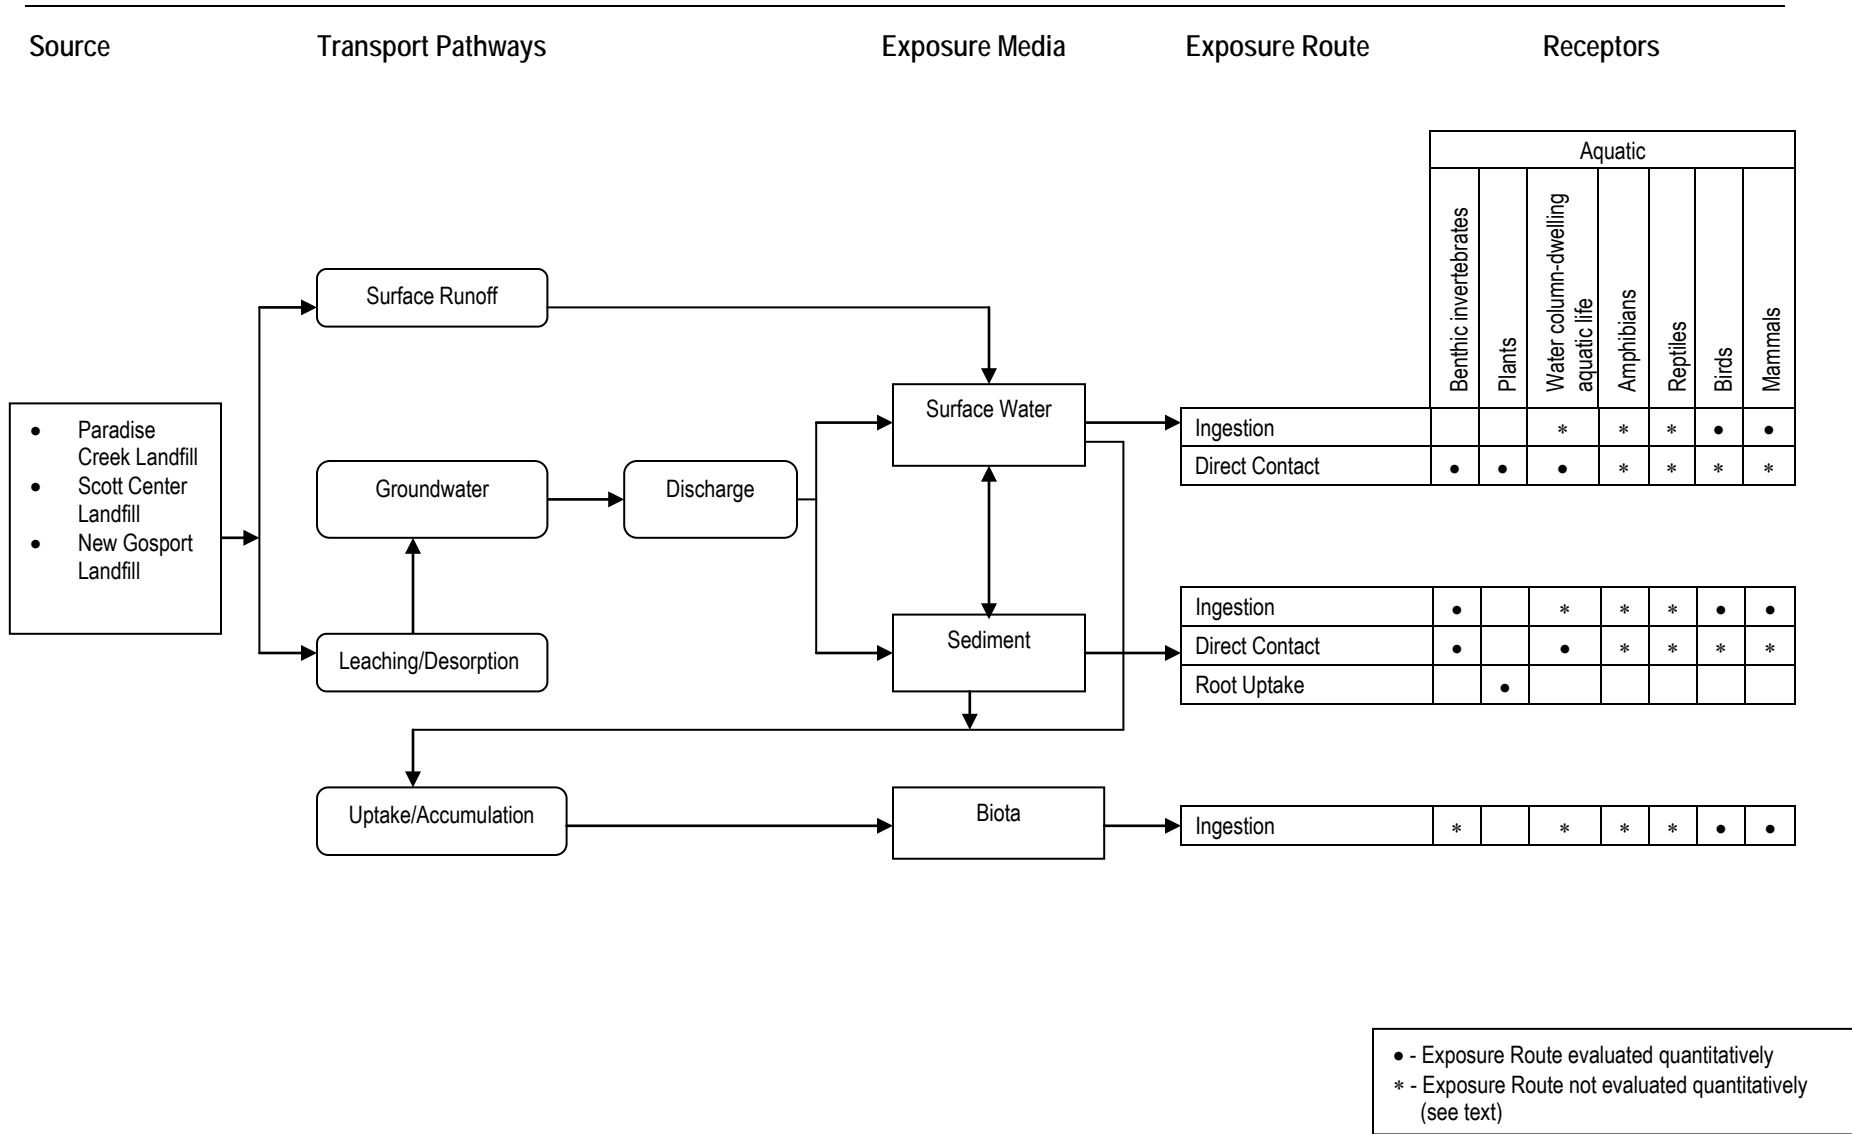 Source Transport Pathways Exposure Media Exposure Route Receptors
Aquatic
Benthic invertebrates
Plants
Water column-dwelling
aquatic life
Amphibians
Reptiles
Birds
Mammals
Surface Runoff
• Paradise
Creek Landfill
• Scott Center
Landfill
• New Gosport
Landfill
Groundwater
Discharge
Leaching/Desorption
Surface Water
Sediment
Ingestion * * * • •
Direct Contact • • • * * * *
Ingestion • * * * • •
Direct Contact • • * * * *
Root Uptake •
Uptake/Accumulation
Biota
Ingestion * * * * • •
• - Exposure Route evaluated quantitatively
* - Exposure Route not evaluated quantitatively
(see text)